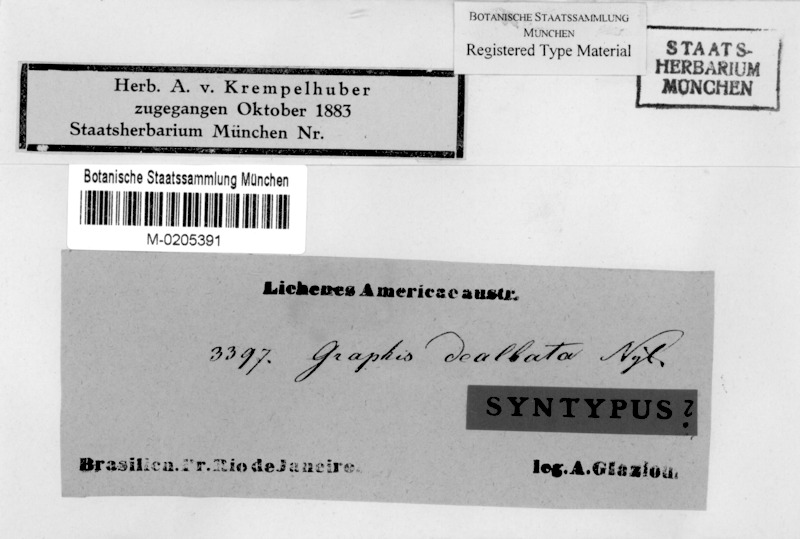 BOTANISCHE STAATSSAMMLUNG
MÜNCHEN
Registered Type Material
STAATS-
HERBARIUM
MÜNCHEN
Herb. A. v. Krempelhuber
zugegangen Oktober 1883
Staatsherbarium München Nr.
Botanische Staatssammlung München
M-0205391
Lichenes Americae austr.
3397. Graphis dealbata Nyl.
SYNTYPUS?
Brasilien. Pr. Rio de Janeiro.
leg. A. Glaziou.